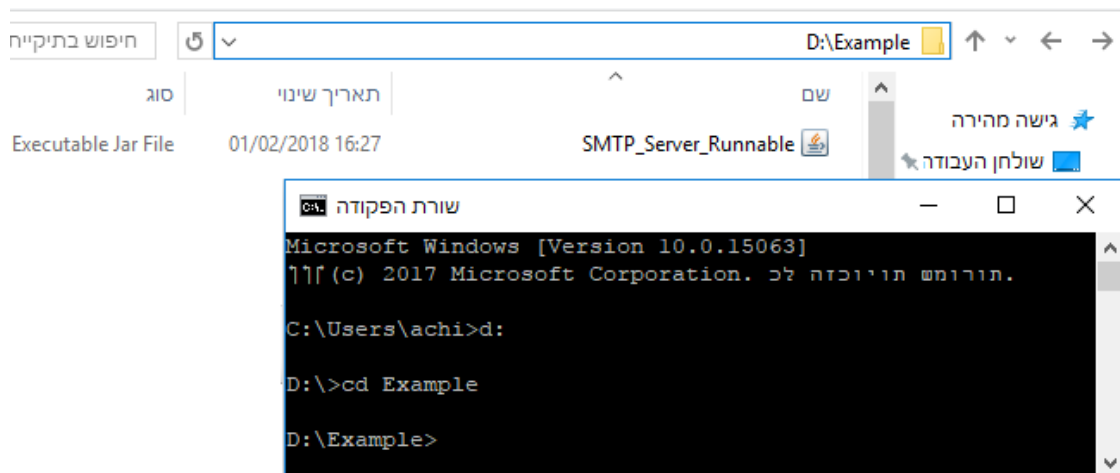 חיפוש בתיקיית
D:\Example
שם
תאריך שינוי
סוג
SMTP_Server_Runnable
01/02/2018 16:27
Executable Jar File
גישה מהירה
שולחן העבודה
שורת הפקודה
Microsoft Windows [Version 10.0.15063]
(c) 2017 Microsoft Corporation. תורומש תויוכזה לכ.
C:\Users\achi>d:
D:\>cd Example
D:\Example>